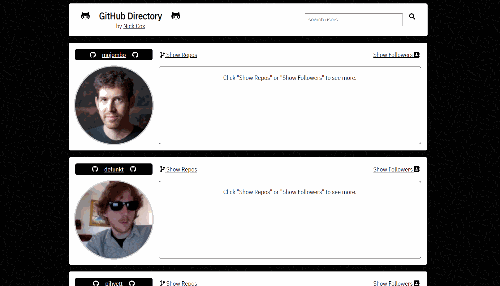 GitHub Directory
by Nick Cox
search users
mojombo
Show Repos
Show Followers
Click "Show Repos" or "Show Followers" to see more.
defunkt
Show Repos
Show Followers
Click "Show Repos" or "Show Followers" to see more.
pjhyett
Show Repos
Show Followers